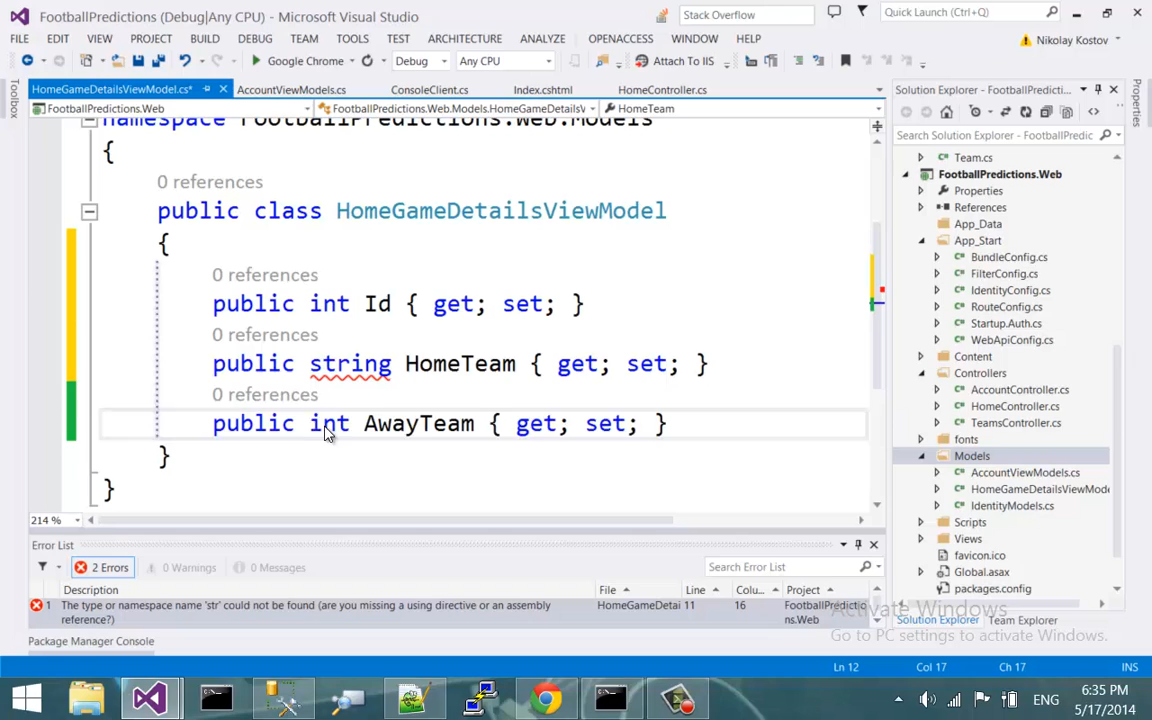 FootballPredictions (Debug|Any CPU) - Microsoft Visual Studio
Stack Overflow
Quick Launch (Ctrl+Q)
FILE EDIT VIEW PROJECT BUILD DEBUG TEAM TOOLS TEST ARCHITECTURE ANALYZE OPENACCESS WINDOW HELP
Nikolay Kostov
Google Chrome
Debug
Any CPU
Attach To IIS
Toolbox
HomeGameDetailsViewModel.cs*
AccountViewModels.cs
ConsoleClient.cs
Index.cshtml
HomeController.cs
FootballPredictions.Web
FootballPredictions.Web.Models.HomeGameDetailsV
HomeTeam
namespace FootballPredictions.Web.Models
{
0 references
public class HomeGameDetailsViewModel
{
0 references
public int Id { get; set; }
0 references
public string HomeTeam { get; set; }
0 references
public int AwayTeam { get; set; }
}
}
214 %
Error List
2 Errors
0 Warnings
0 Messages
Search Error List
Description File Line Colu... Project
1 The type or namespace name 'str' could not be found (are you missing a using directive or an assembly reference?) HomeGameDetai 11 16 FootballPredictio
ns.Web
Package Manager Console
Solution Explorer - FootballPredicti...
Search Solution Explorer - FootballPredic
Team.cs
FootballPredictions.Web
Properties
References
App_Data
App_Start
BundleConfig.cs
FilterConfig.cs
IdentityConfig.cs
RouteConfig.cs
Startup.Auth.cs
WebApiConfig.cs
Content
Controllers
AccountController.cs
HomeController.cs
TeamsController.cs
fonts
Models
AccountViewModels.cs
HomeGameDetailsViewMode
IdentityModels.cs
Scripts
Views
favicon.ico
Global.asax
packages.config
Solution Explorer
Team Explorer
Properties
Activate Windows
Go to PC settings to activate Windows.
Ln 12 Col 17 Ch 17 INS
ENG
6:35 PM
5/17/2014